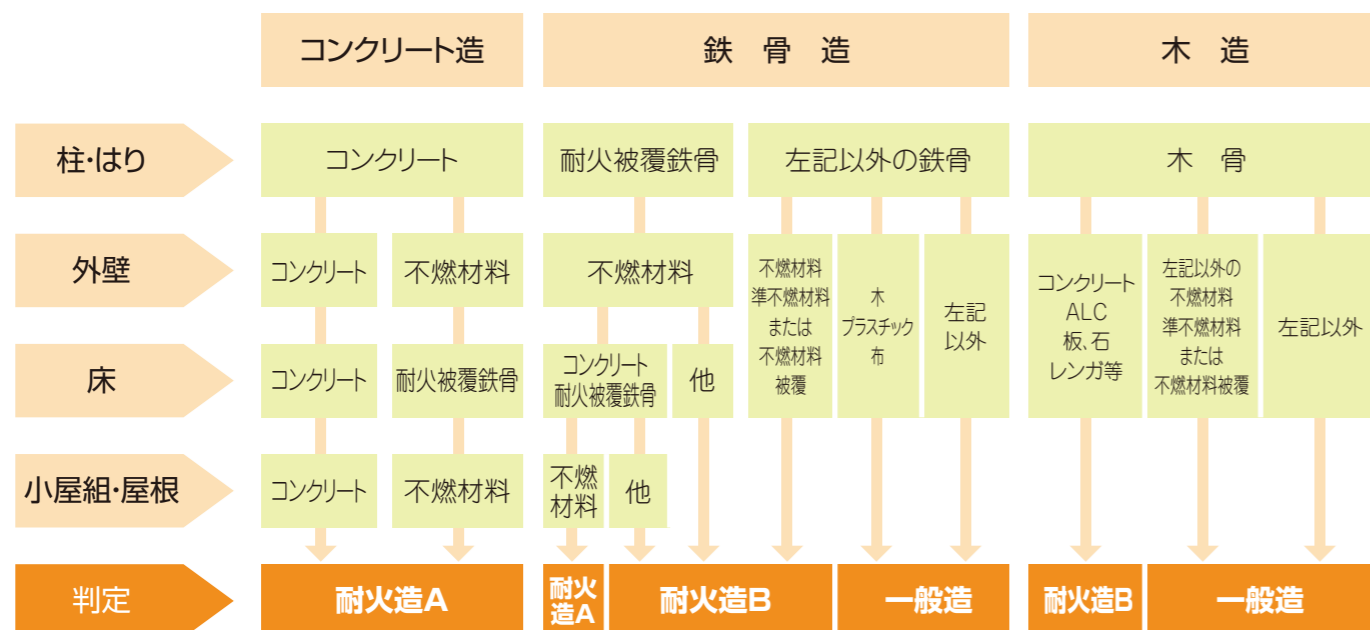 コンクリート造
鉄 骨 造
木 造
柱・はり
コンクリート
耐火被覆鉄骨
左記以外の鉄骨
木 骨
外壁
コンクリート
不燃材料
不燃材料
不燃材料
準不燃材料
または
不燃材料
被覆
木
プラスチック
布
左記
以外
コンクリート
ALC
板、石
レンガ等
左記以外の
不燃材料
準不燃材料
または
不燃材料被覆
左記以外
床
コンクリート
耐火被覆鉄骨
コンクリート
耐火被覆鉄骨
他
小屋組・屋根
コンクリート
不燃材料
不燃
材料
他
判定
耐火造A
耐火
造A
耐火造B
一般造
耐火造B
一般造